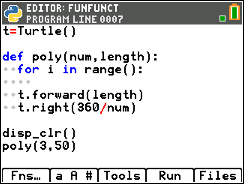 EDITOR: FUNFUNCT
PROGRAM LINE 0007
t=Turtle()
def poly(num,length):
for i in range():
t.forward(length)
t.right(360/num)
disp_clr()
poly(3,50)
Fns… a A # Tools Run Files